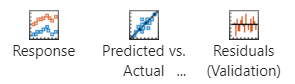 Response
Predicted vs.
Actual ...
Residuals
(Validation)